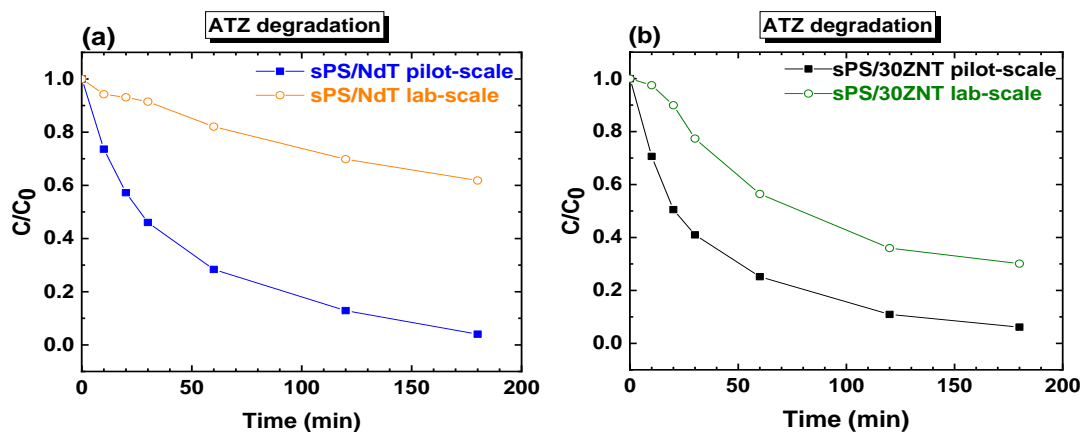 ATZ degradation
(a)
sPS/NdT pilot-scale
sPS/NdT lab-scale
1.0
0.8
0.6
0.4
0.2
0.0
C/C0
0 50 100 150 200
Time (min)
ATZ degradation
(b)
sPS/30ZNT pilot-scale
sPS/30ZNT lab-scale
1.0
0.8
0.6
0.4
0.2
0.0
C/C0
0 50 100 150 200
Time (min)